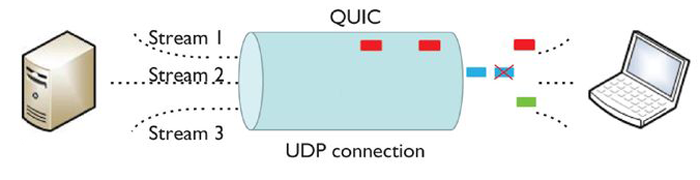 QUIC
Stream 1
Stream 2
Stream 3
UDP connection